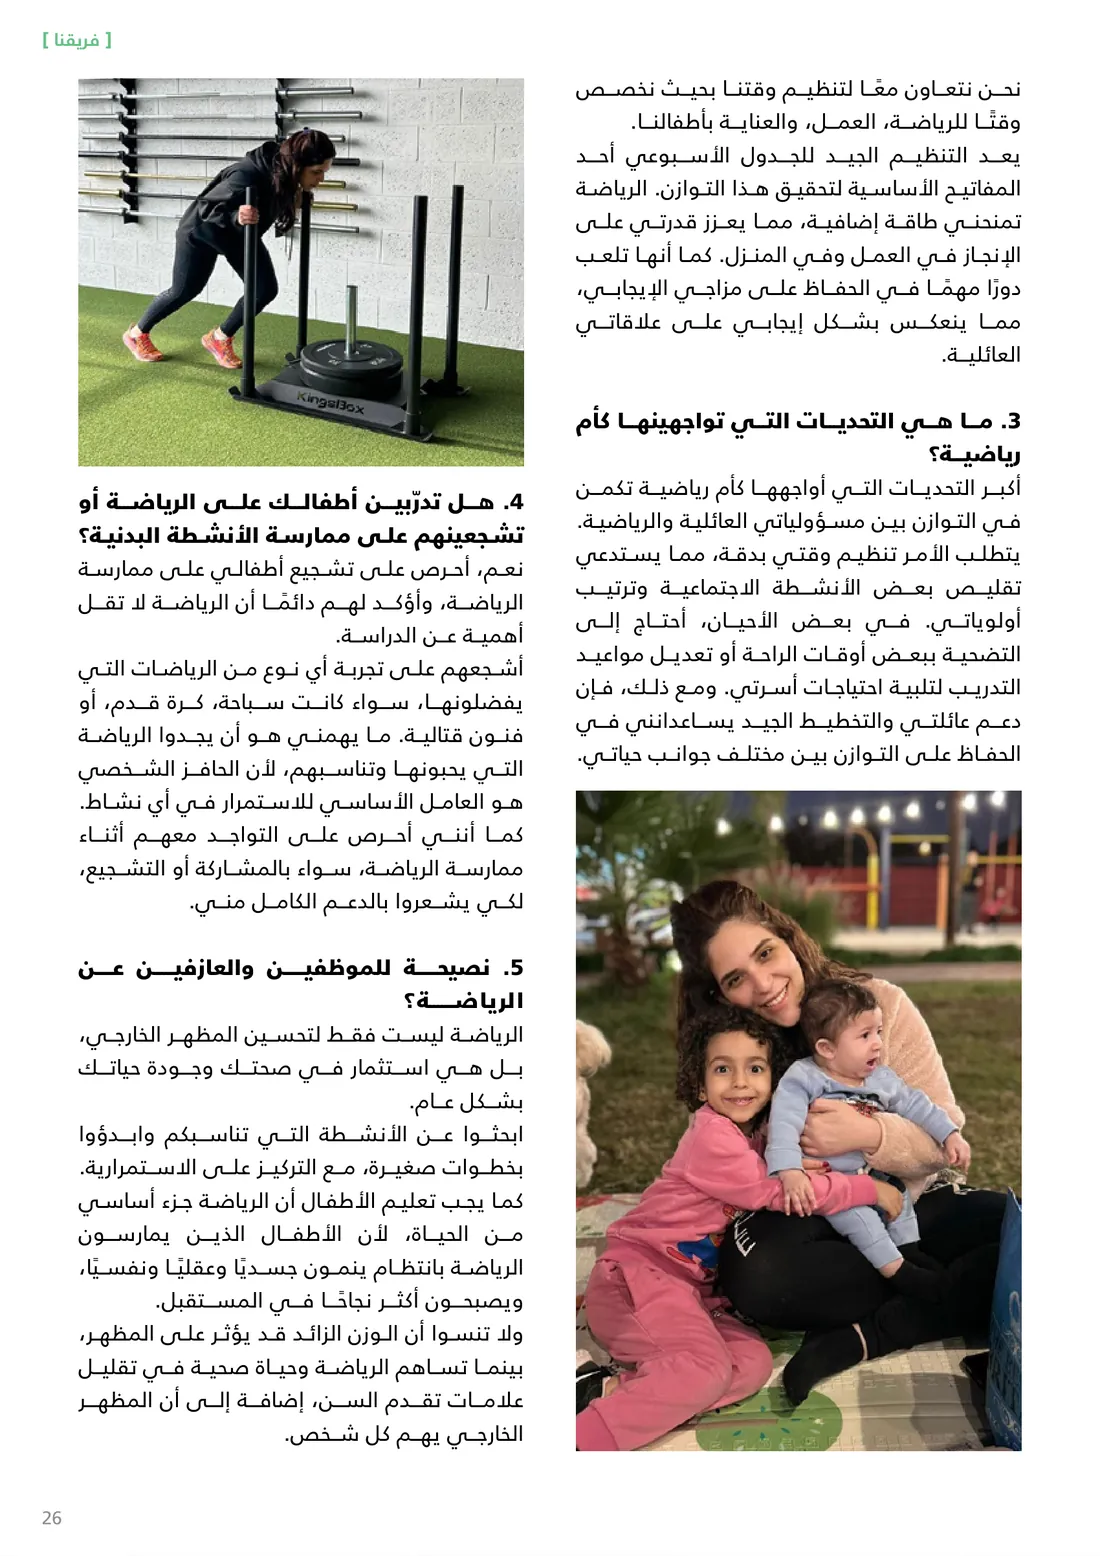 [ فريقنا ]
نحن نتعاون معًا لتنظيم وقتنا بحيث نخصص
وقتًا للرياضة، العمل، والعناية بأطفالنا.
يعد التنظيم الجيد للجدول الأسبوعي أحد
المفاتيح الأساسية لتحقيق هذا التوازن. الرياضة
تمنحني طاقة إضافية، مما يعزز قدرتي على
الإنجاز في العمل وفي المنزل. كما أنها تلعب
دورًا مهمًا في الحفاظ على مزاجي الإيجابي،
مما ينعكس بشكل إيجابي على علاقاتي
العائلية.
3. ما هي التحديات التي تواجهينها كأم
رياضية؟
أكبر التحديات التي أواجهها كأم رياضية تكمن
في التوازن بين مسؤولياتي العائلية والرياضية.
يتطلب الأمر تنظيم وقتي بدقة، مما يستدعي
تقليص بعض الأنشطة الاجتماعية وترتيب
أولوياتي. في بعض الأحيان، أحتاج إلى
التضحية ببعض أوقات الراحة أو تعديل مواعيد
التدريب لتلبية احتياجات أسرتي. ومع ذلك، فإن
دعم عائلتي والتخطيط الجيد يساعدانني في
الحفاظ على التوازن بين مختلف جوانب حياتي.
KingsBox
4. هل تدرّبين أطفالك على الرياضة أو
تشجعينهم على ممارسة الأنشطة البدنية؟
نعم، أحرص على تشجيع أطفالي على ممارسة
الرياضة، وأؤكد لهم دائمًا أن الرياضة لا تقل
أهمية عن الدراسة.
أشجعهم على تجربة أي نوع من الرياضات التي
يفضلونها، سواء كانت سباحة، كرة قدم، أو
فنون قتالية. ما يهمني هو أن يجدوا الرياضة
التي يحبونها وتناسبهم، لأن الحافز الشخصي
هو العامل الأساسي للاستمرار في أي نشاط.
كما أنني أحرص على التواجد معهم أثناء
ممارسة الرياضة، سواء بالمشاركة أو التشجيع،
لكي يشعروا بالدعم الكامل مني.
5. نصيحة للموظفين والعازفين عن
الرياضة؟
الرياضة ليست فقط لتحسين المظهر الخارجي،
بل هي استثمار في صحتك وجودة حياتك
بشكل عام.
ابحثوا عن الأنشطة التي تناسبكم وابدؤوا
بخطوات صغيرة، مع التركيز على الاستمرارية.
كما يجب تعليم الأطفال أن الرياضة جزء أساسي
من الحياة، لأن الأطفال الذين يمارسون
الرياضة بانتظام ينمون جسديًا وعقليًا ونفسيًا،
ويصبحون أكثر نجاحًا في المستقبل.
ولا تنسوا أن الوزن الزائد قد يؤثر على المظهر،
بينما تساهم الرياضة وحياة صحية في تقليل
علامات تقدم السن، إضافة إلى أن المظهر
الخارجي يهم كل شخص.
26